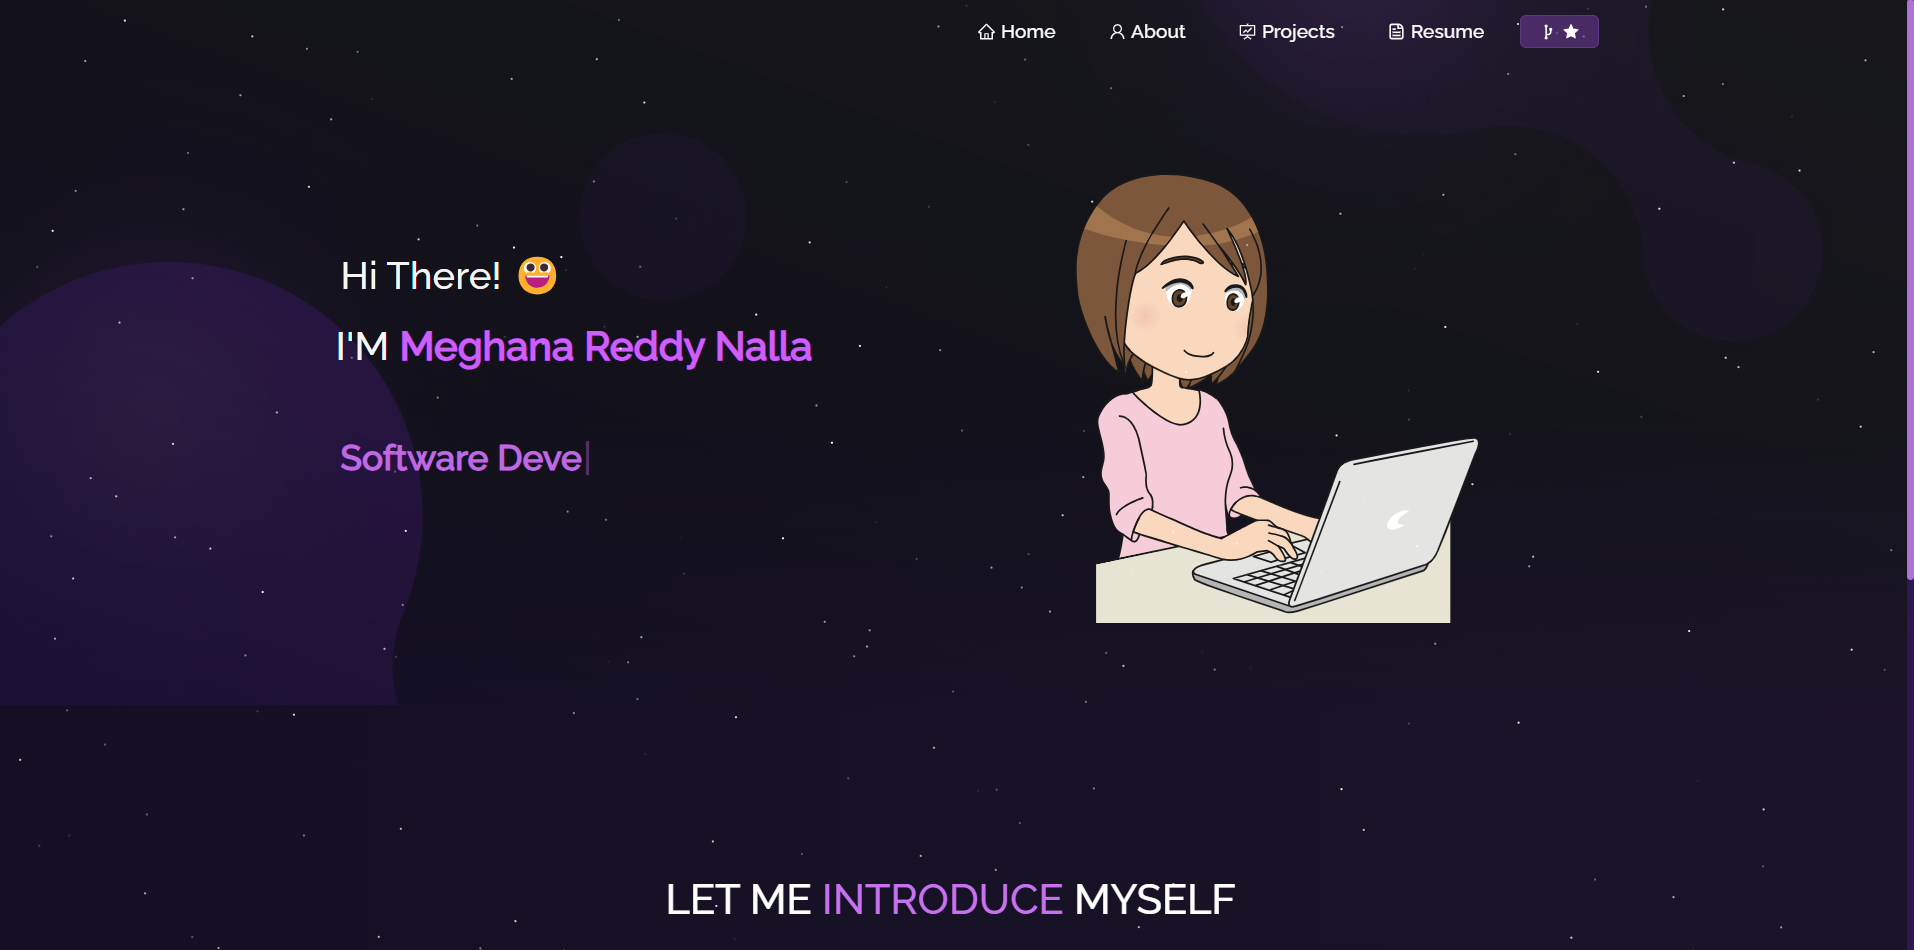 Home About Projects Resume
Hi There!
I'M Meghana Reddy Nalla
Software Deve
LET ME INTRODUCE MYSELF